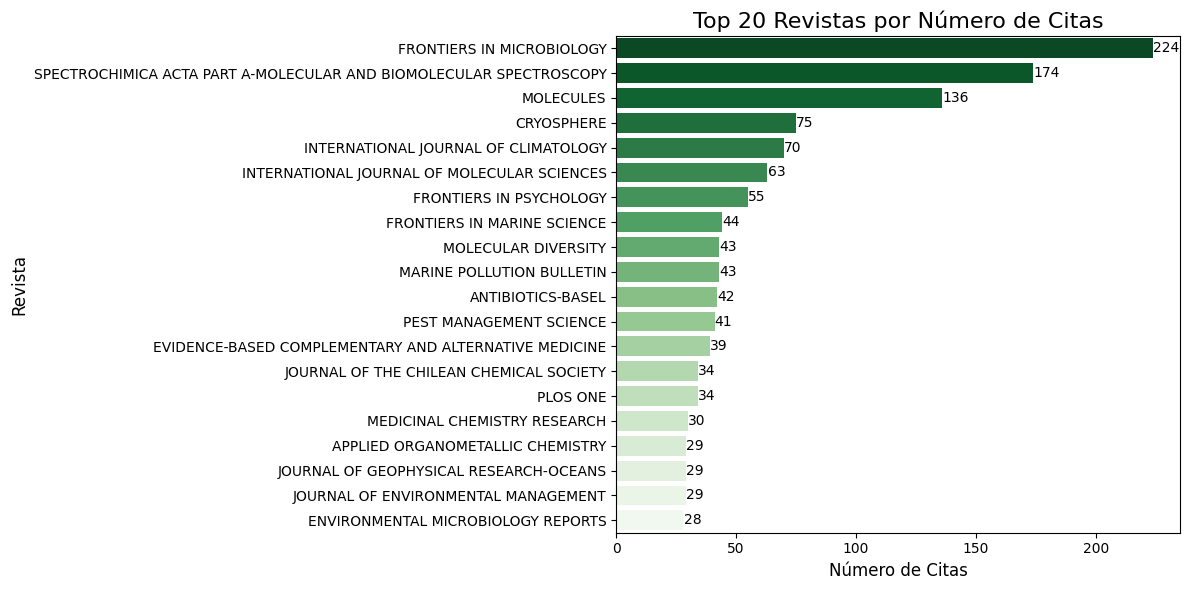 Top 20 Revistas por Número de Citas
Revista
FRONTIERS IN MICROBIOLOGY 224
SPECTROCHIMICA ACTA PART A-MOLECULAR AND BIOMOLECULAR SPECTROSCOPY 174
MOLECULES 136
CRYOSPHERE 75
INTERNATIONAL JOURNAL OF CLIMATOLOGY 70
INTERNATIONAL JOURNAL OF MOLECULAR SCIENCES 63
FRONTIERS IN PSYCHOLOGY 55
FRONTIERS IN MARINE SCIENCE 44
MOLECULAR DIVERSITY 43
MARINE POLLUTION BULLETIN 43
ANTIBIOTICS-BASEL 42
PEST MANAGEMENT SCIENCE 41
EVIDENCE-BASED COMPLEMENTARY AND ALTERNATIVE MEDICINE 39
JOURNAL OF THE CHILEAN CHEMICAL SOCIETY 34
PLOS ONE 34
MEDICINAL CHEMISTRY RESEARCH 30
APPLIED ORGANOMETALLIC CHEMISTRY 29
JOURNAL OF GEOPHYSICAL RESEARCH-OCEANS 29
JOURNAL OF ENVIRONMENTAL MANAGEMENT 29
ENVIRONMENTAL MICROBIOLOGY REPORTS 28
0 50 100 150 200
Número de Citas